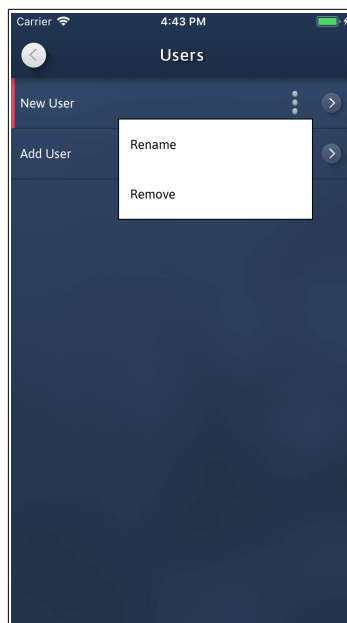 Carrier 4:43 PM
Users
New User
Rename
Add User
Remove